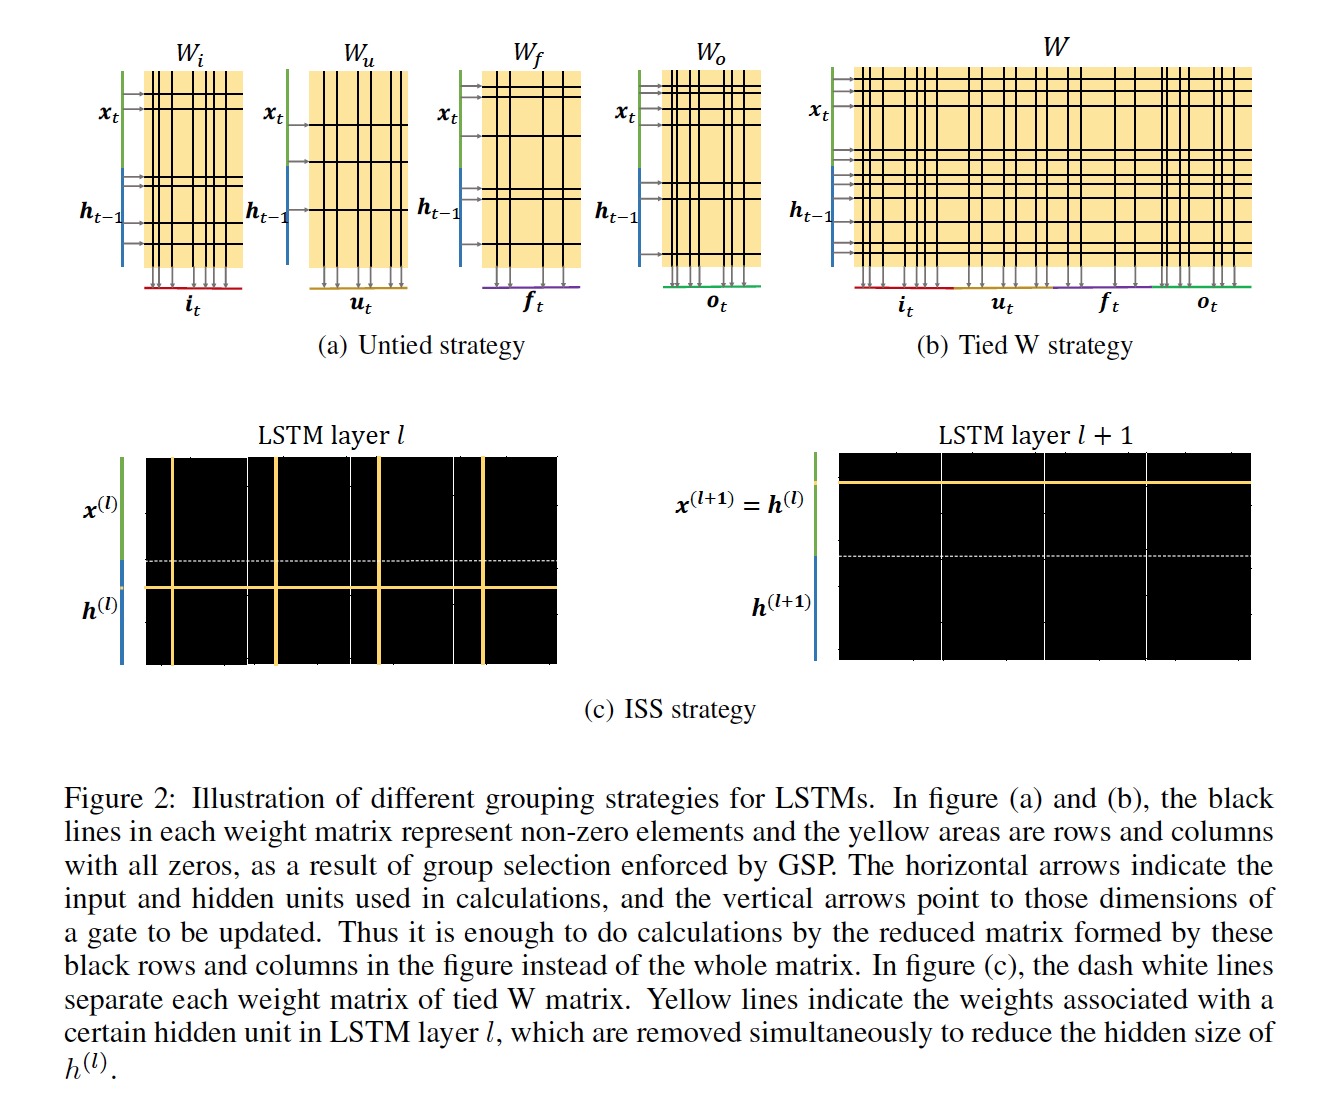 W_i W_u W_f W_o W
x_t x_t x_t x_t x_t
h_{t-1} h_{t-1} h_{t-1} h_{t-1} h_{t-1}
i_t u_t f_t o_t i_t u_t f_t o_t
(a) Untied strategy (b) Tied W strategy
LSTM layer l LSTM layer l + 1
x^{(l)} x^{(l+1)} = h^{(l)}
h^{(l)} h^{(l+1)}
(c) ISS strategy
Figure 2: Illustration of different grouping strategies for LSTMs. In figure (a) and (b), the black
lines in each weight matrix represent non-zero elements and the yellow areas are rows and columns
with all zeros, as a result of group selection enforced by GSP. The horizontal arrows indicate the
input and hidden units used in calculations, and the vertical arrows point to those dimensions of
a gate to be updated. Thus it is enough to do calculations by the reduced matrix formed by these
black rows and columns in the figure instead of the whole matrix. In figure (c), the dash white lines
separate each weight matrix of tied W matrix. Yellow lines indicate the weights associated with a
certain hidden unit in LSTM layer l, which are removed simultaneously to reduce the hidden size of
h^{(l)}.